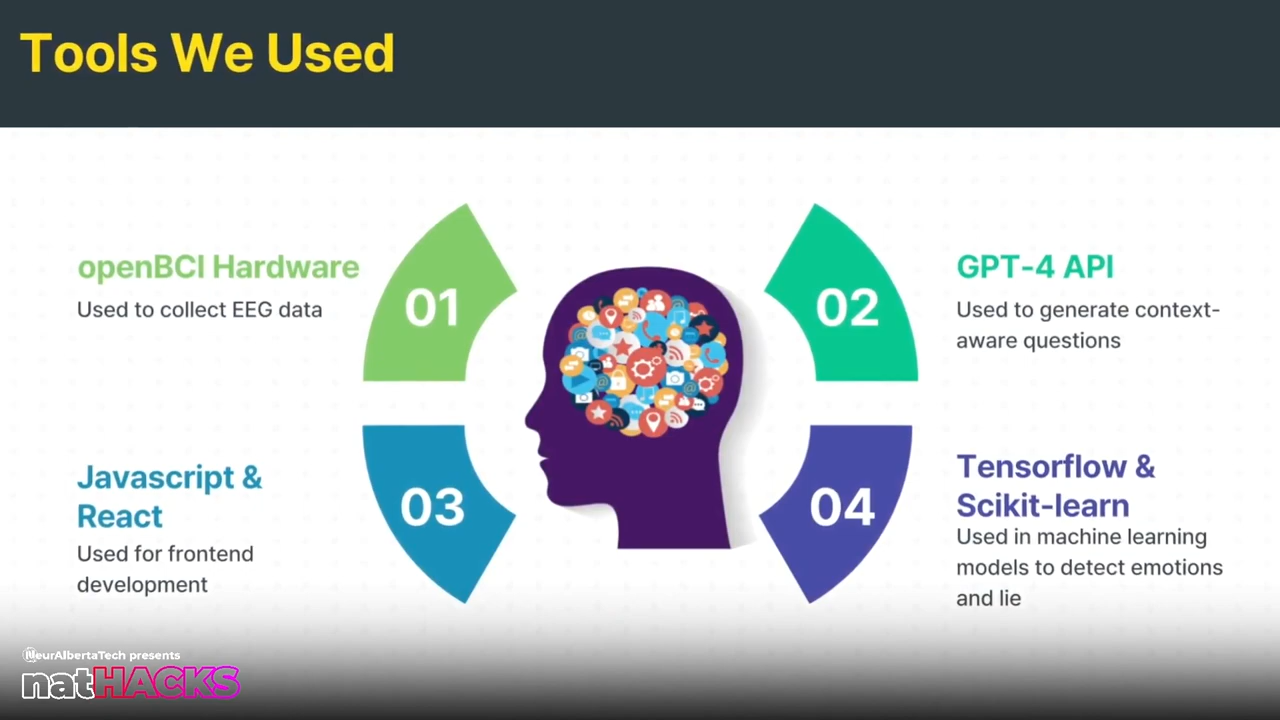 Tools We Used
openBCI Hardware
Used to collect EEG data
01
02
GPT-4 API
Used to generate context-
aware questions
Javascript &
React
Used for frontend
development
03
04
Tensorflow &
Scikit-learn
Used in machine learning
models to detect emotions
and lie
NeurAlbertaTech presents
natHACKS